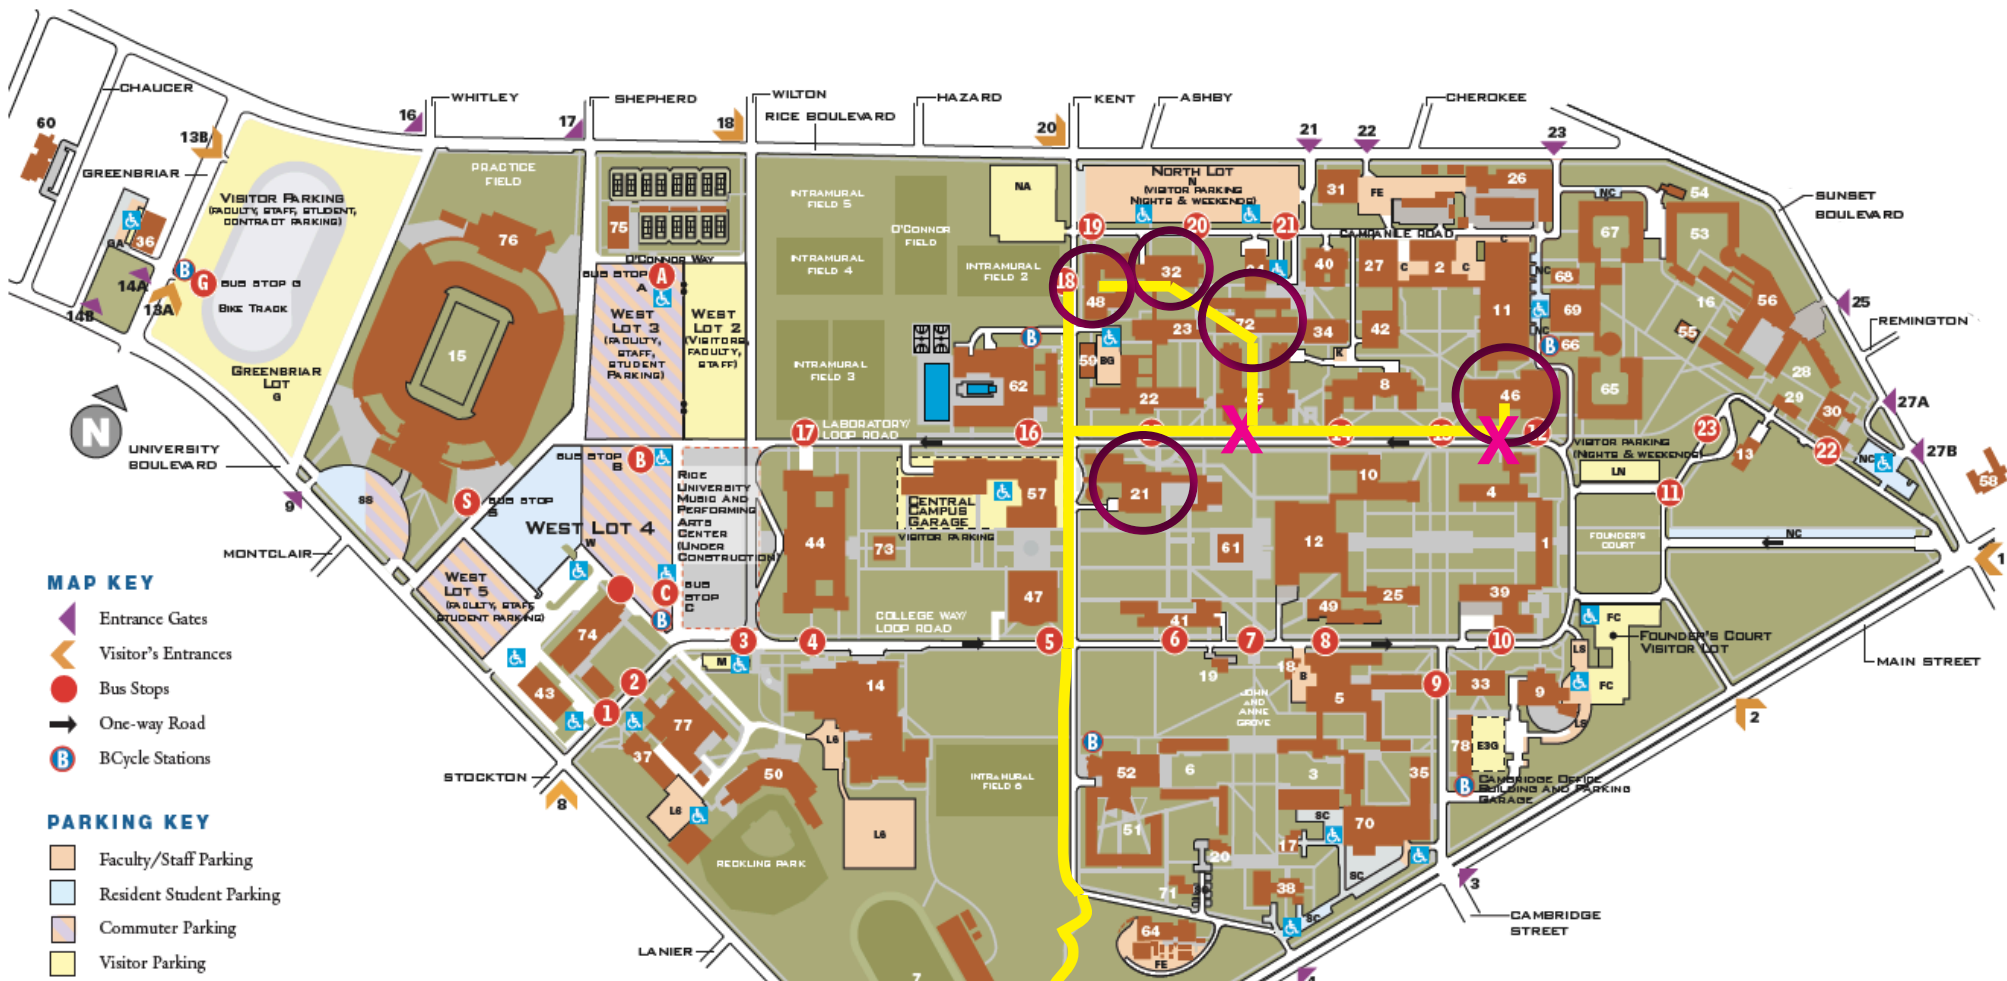 CHAUCER
WHITLEY
SHEPHERD
WILTON
RICE BOULEVARD
HAZARD
KENT
ASHBY
CHEROKEE
60
13B
16
17
18
20
21
22
23
GREENBRIAR
VISITOR PARKING
(FACULTY, STAFF, STUDENT,
CONTRACT PARKING)
PRACTICE
FIELD
INTRAMURAL
FIELD 5
NA
NORTH LOT
N
(VISITOR PARKING
NIGHTS & WEEKENDS)
31
FE
26
NC
54
SUNSET
BOULEVARD
GA
36
76
75
O'CONNOR
FIELD
19
20
21
CAMPANILE ROAD
67
53
O'CONNOR WAY
14A
B
G
BUS STOP G
BIKE TRACK
13A
14B
BUS STOP
A
A
INTRAMURAL
FIELD 4
INTRAMURAL
FIELD 2
18
48
32
40
27
C
2
C
C
NC
68
16
56
25
WEST
LOT 3
(FACULTY,
STAFF,
STUDENT
PARKING)
WEST
LOT 2
(VISITORS,
FACULTY,
STAFF)
15
72
23
34
42
11
69
NC
55
B
66
REMINGTON
GREENBRIAR
LOT
G
INTRAMURAL
FIELD 3
B
62
59
BG
K
8
22
46
65
28
29
30
27A
N
UNIVERSITY
BOULEVARD
LABORATORY/
LOOP ROAD
17
16
12
23
13
22
NC
27B
VISITOR PARKING
(NIGHTS & WEEKENDS)
LN
11
58
BUS STOP
B
B
RICE
UNIVERSITY
MUSIC AND
PERFORMING
ARTS
CENTER
(UNDER
CONSTRUCTION)
9
SS
S
BUS STOP
S
WEST LOT 4
W
44
CENTRAL
CAMPUS
GARAGE
VISITOR PARKING
57
73
21
10
4
61
12
1
FOUNDER'S
COURT
NC
1
MONTCLAIR
WEST
LOT 5
(FACULTY, STAFF
STUDENT PARKING)
C
BUS
STOP
C
B
47
COLLEGE WAY/
LOOP ROAD
41
49
25
39
FC
FOUNDER'S COURT
VISITOR LOT
MAIN STREET
74
3
4
5
6
7
8
10
LS
M
43
2
1
14
19
18
B
JOHN
AND
ANNE
GROVE
5
9
33
9
FC
LS
2
77
37
50
L6
L6
L6
B
52
6
3
35
78
E3G
B
CAMBRIDGE OFFICE
BUILDING AND PARKING
GARAGE
STOCKTON
8
INTRAMURAL
FIELD 6
51
SC
70
17
20
SC
3
RECKLING PARK
71
38
SC
CAMBRIDGE
STREET
LANIER
64
FE
7
4
MAP KEY
Entrance Gates
Visitor's Entrances
Bus Stops
One-way Road
B
BCycle Stations
PARKING KEY
Faculty/Staff Parking
Resident Student Parking
Commuter Parking
Visitor Parking
X
X